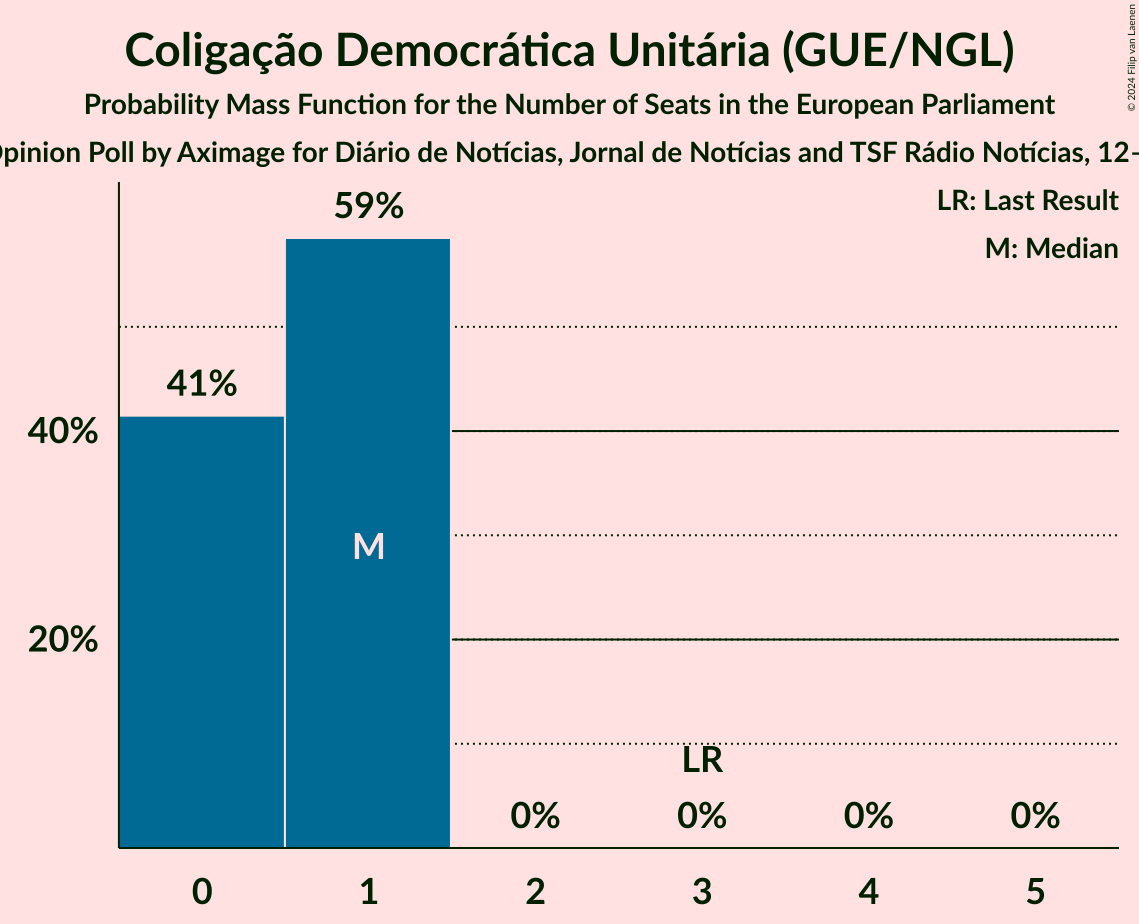 Coligação Democrática Unitária (GUE/NGL)
Probability Mass Function for the Number of Seats in the European Parliament
pinion Poll by Aximage for Diário de Notícias, Jornal de Notícias and TSF Rádio Notícias, 12–
© 2024 Filip van Laenen
LR: Last Result
M: Median
59%
41%
40%
20%
M
LR
0% 0% 0% 0%
0 1 2 3 4 5